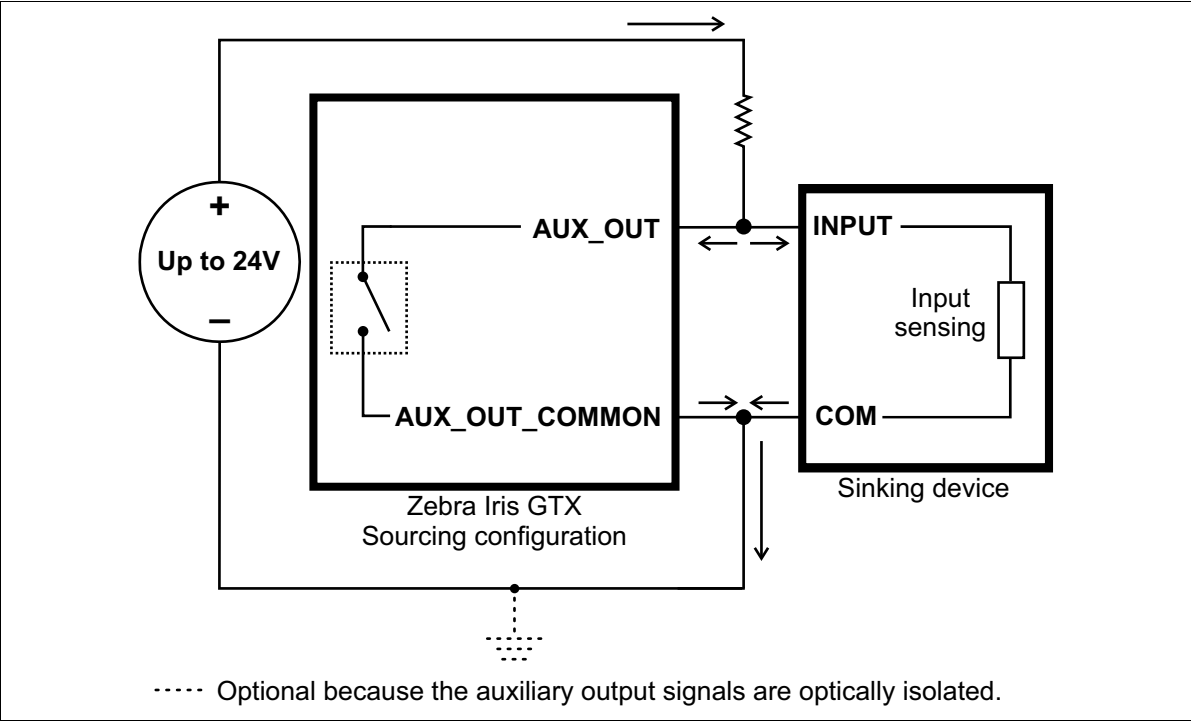 +
Up to 24V
–
AUX_OUT
AUX_OUT_COMMON
Zebra Iris GTX
Sourcing configuration
INPUT
Input
sensing
COM
Sinking device
Optional because the auxiliary output signals are optically isolated.